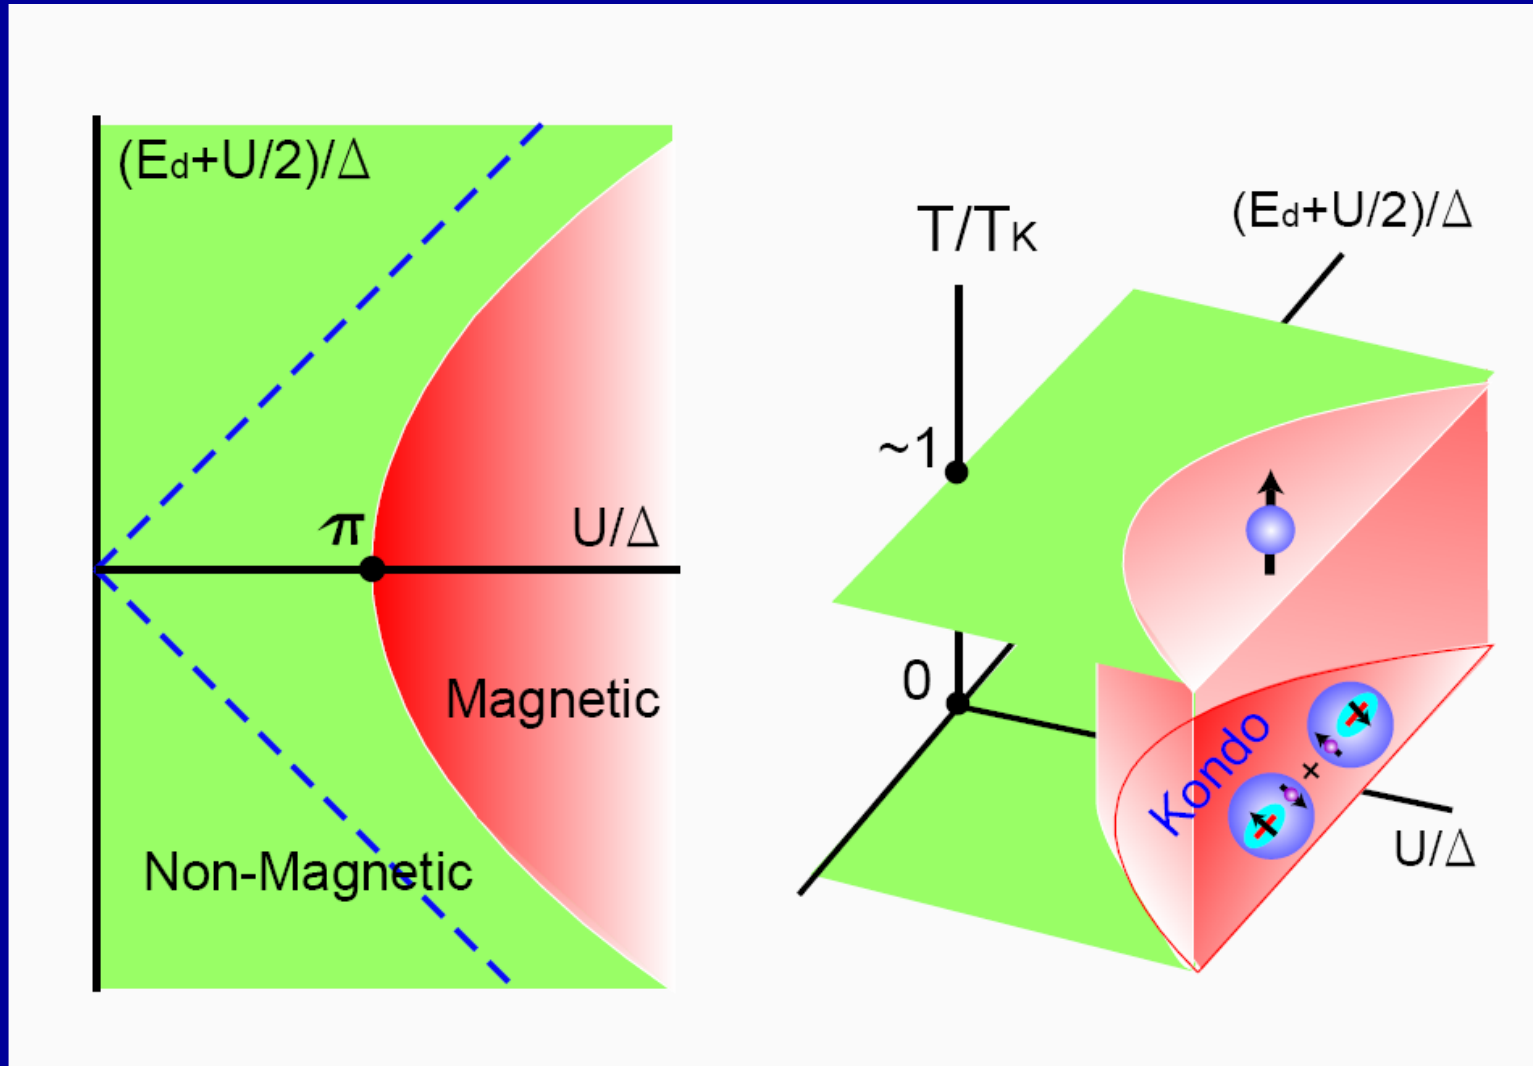 (Ed+U/2)/Δ
π
U/Δ
Magnetic
Non-Magnetic
T/TK
(Ed+U/2)/Δ
~1
0
Kondo
+
U/Δ